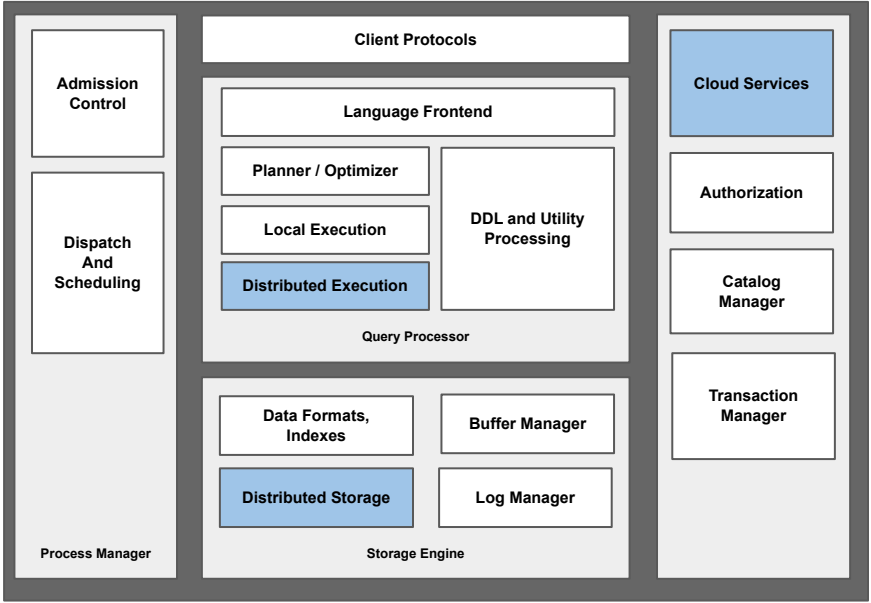 Admission
Control
Dispatch
And
Scheduling
Process Manager
Client Protocols
Language Frontend
Planner / Optimizer
Local Execution
Distributed Execution
DDL and Utility
Processing
Query Processor
Data Formats,
Indexes
Buffer Manager
Distributed Storage
Log Manager
Storage Engine
Cloud Services
Authorization
Catalog
Manager
Transaction
Manager